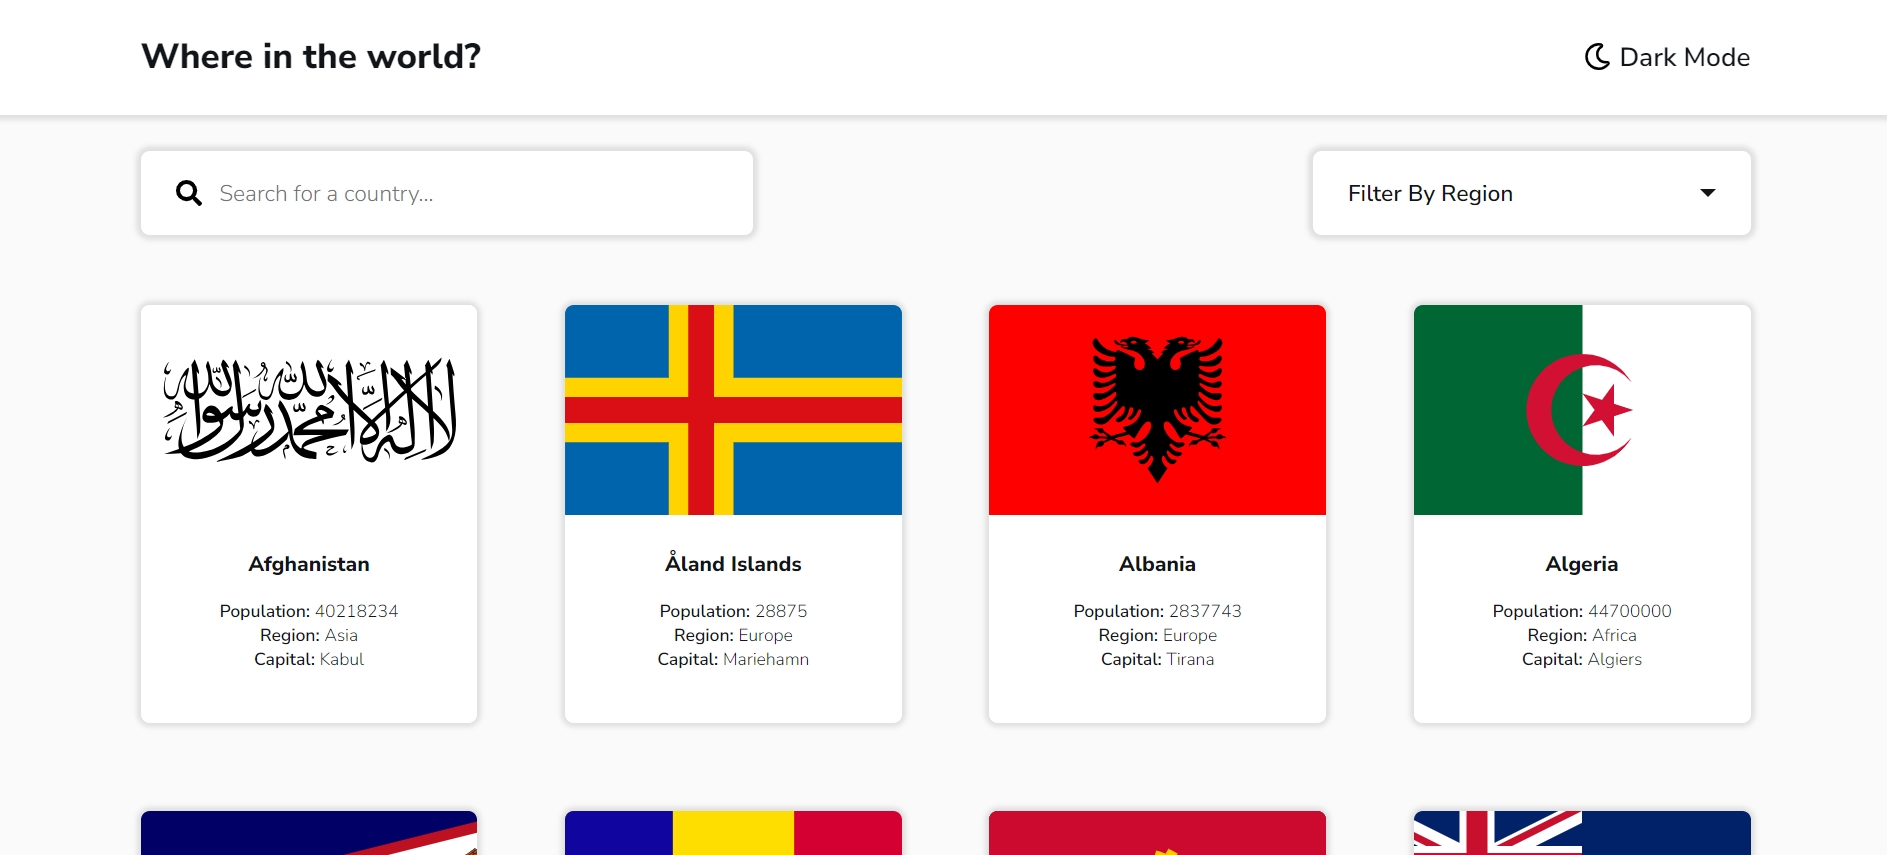 Where in the world?
Dark Mode
Search for a country...
Filter By Region
لا إله إلا الله محمد رسول الله
Afghanistan
Population: 40218234
Region: Asia
Capital: Kabul
Åland Islands
Population: 28875
Region: Europe
Capital: Mariehamn
Albania
Population: 2837743
Region: Europe
Capital: Tirana
Algeria
Population: 44700000
Region: Africa
Capital: Algiers